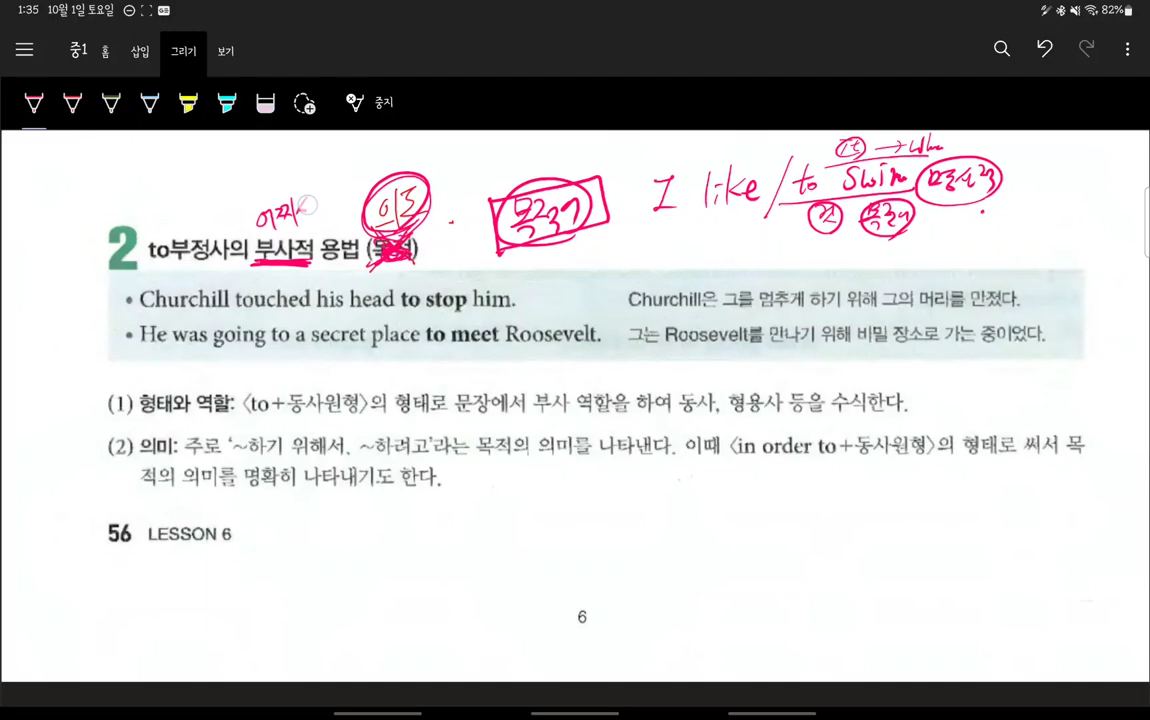 1:35 10월 1일 토요일 82%
중1 홈 삽입 그리기 보기
중지
I like / to Swim
이유 목적어 것 목적어
2 to부정사의 부사적 용법
• Churchill touched his head to stop him. Churchill은 그를 멈추게 하기 위해 그의 머리를 만졌다.
• He was going to a secret place to meet Roosevelt. 그는 Roosevelt를 만나기 위해 비밀 장소로 가는 중이었다.
(1) 형태와 역할: 〈to+동사원형〉의 형태로 문장에서 부사 역할을 하여 동사, 형용사 등을 수식한다.
(2) 의미: 주로 '~하기 위해서, ~하려고'라는 목적의 의미를 나타낸다. 이때 〈in order to+동사원형〉의 형태로 써서 목
적의 의미를 명확히 나타내기도 한다.
56 LESSON 6
6